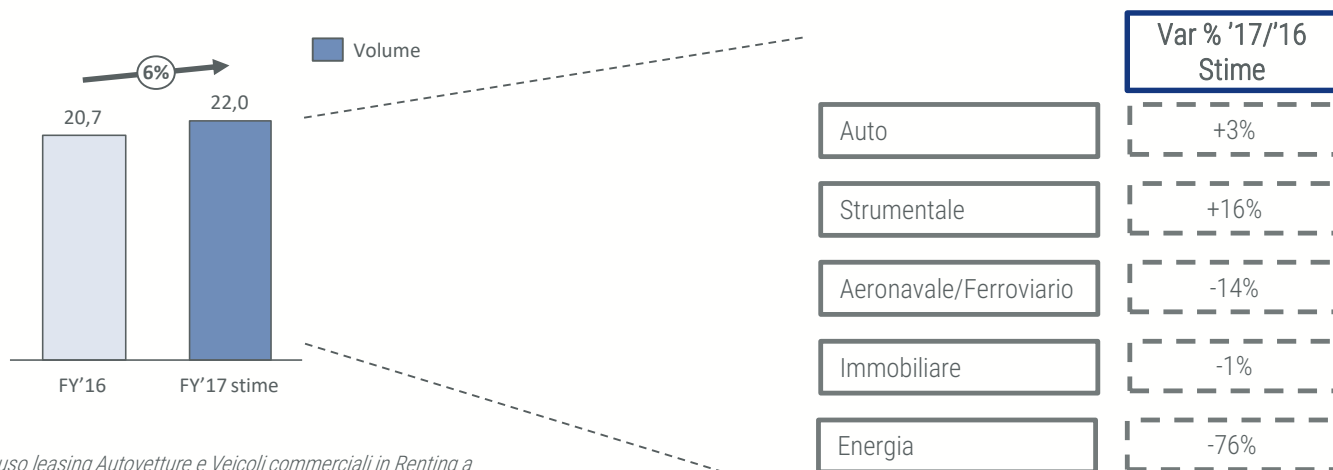 Volume
6%
20,7
22,0
FY'16
FY'17 stime
uso leasing Autovetture e Veicoli commerciali in Renting a
Var % '17/'16
Stime
Auto
+3%
Strumentale
+16%
Aeronavale/Ferroviario
-14%
Immobiliare
-1%
Energia
-76%